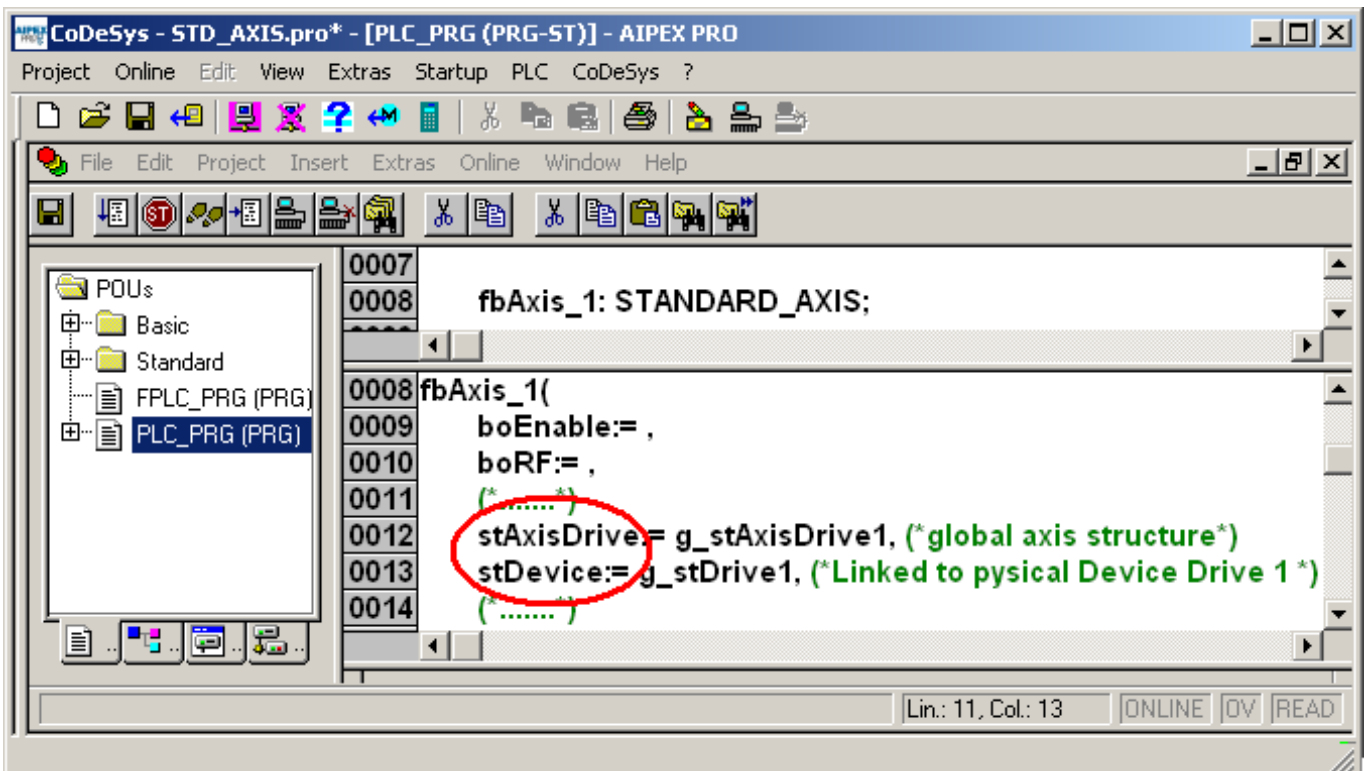 CoDeSys - STD_AXIS.pro* - [PLC_PRG (PRG-ST)] - AIPEX PRO
Project Online Edit View Extras Startup PLC CoDeSys ?
File Edit Project Insert Extras Online Window Help
POUs
Basic
Standard
FPLC_PRG (PRG)
PLC_PRG (PRG)
0007
0008 fbAxis_1: STANDARD_AXIS;
0008 fbAxis_1(
0009 boEnable:= ,
0010 boRF:= ,
0011 (*.......*)
0012 stAxisDrive:= g_stAxisDrive1, (*global axis structure*)
0013 stDevice:= g_stDrive1, (*Linked to pysical Device Drive 1 *)
0014 (*.......*)
Lin.: 11, Col.: 13 ONLINE OV READ